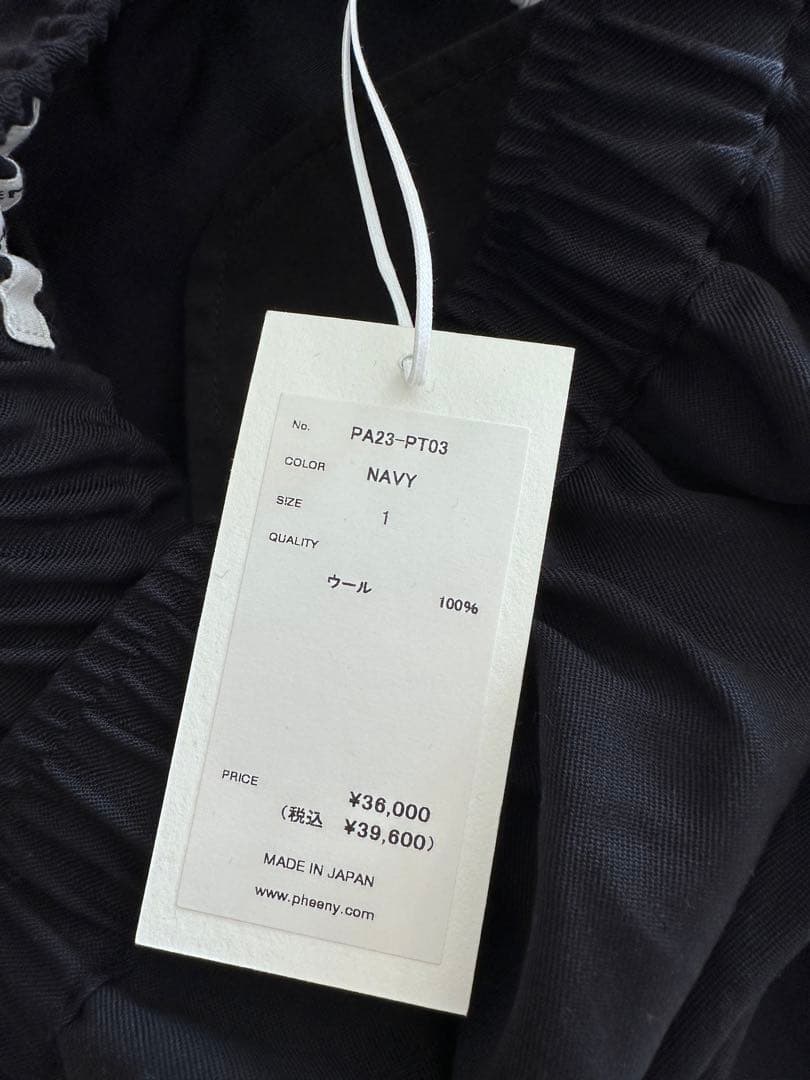 No. PA23-PT03
COLOR NAVY
SIZE 1
QUALITY
ウール 100%
PRICE
¥36,000
(税込 ¥39,600)
MADE IN JAPAN
www.pheeny.com